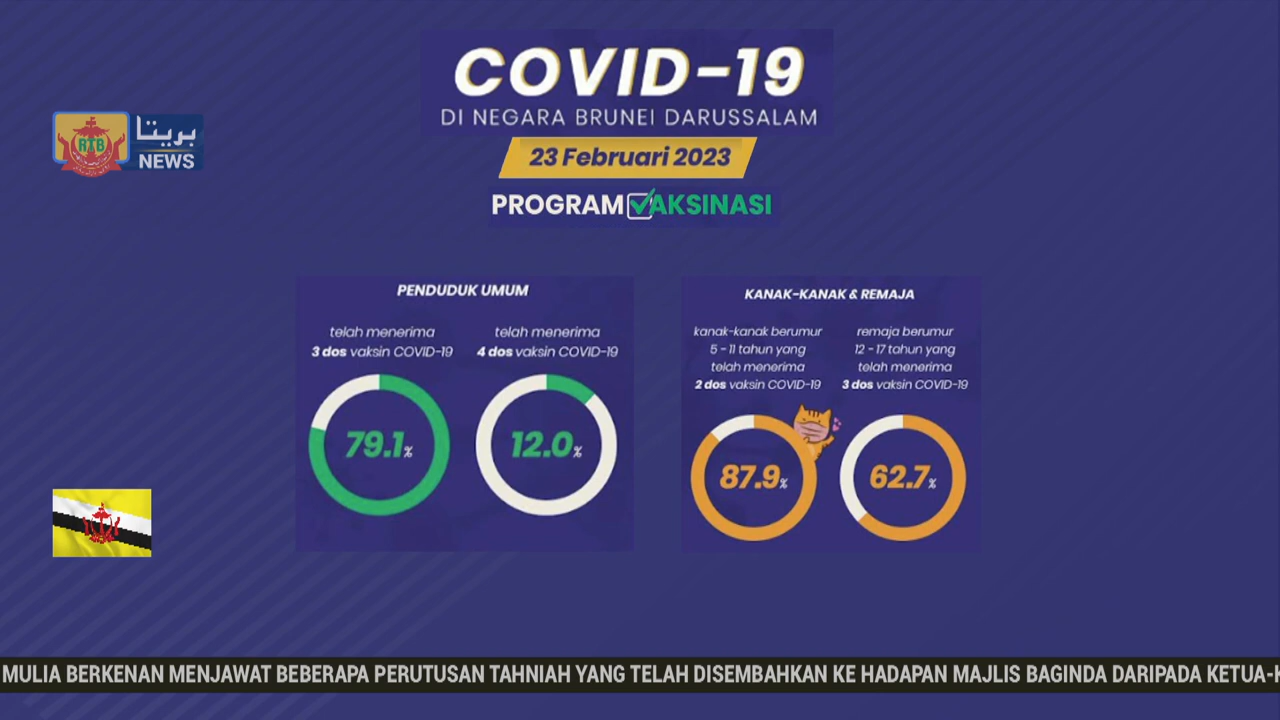 COVID-19
DI NEGARA BRUNEI DARUSSALAM
23 Februari 2023
PROGRAM VAKSINASI
RTB
بريتا
NEWS
PENDUDUK UMUM
telah menerima
3 dos vaksin COVID-19
79.1%
telah menerima
4 dos vaksin COVID-19
12.0%
KANAK-KANAK & REMAJA
kanak-kanak berumur
5 - 11 tahun yang
telah menerima
2 dos vaksin COVID-19
87.9%
remaja berumur
12 - 17 tahun yang
telah menerima
3 dos vaksin COVID-19
62.7%
MULIA BERKENAN MENJAWAT BEBERAPA PERUTUSAN TAHNIAH YANG TELAH DISEMBAHKAN KE HADAPAN MAJLIS BAGINDA DARIPADA KETUA-